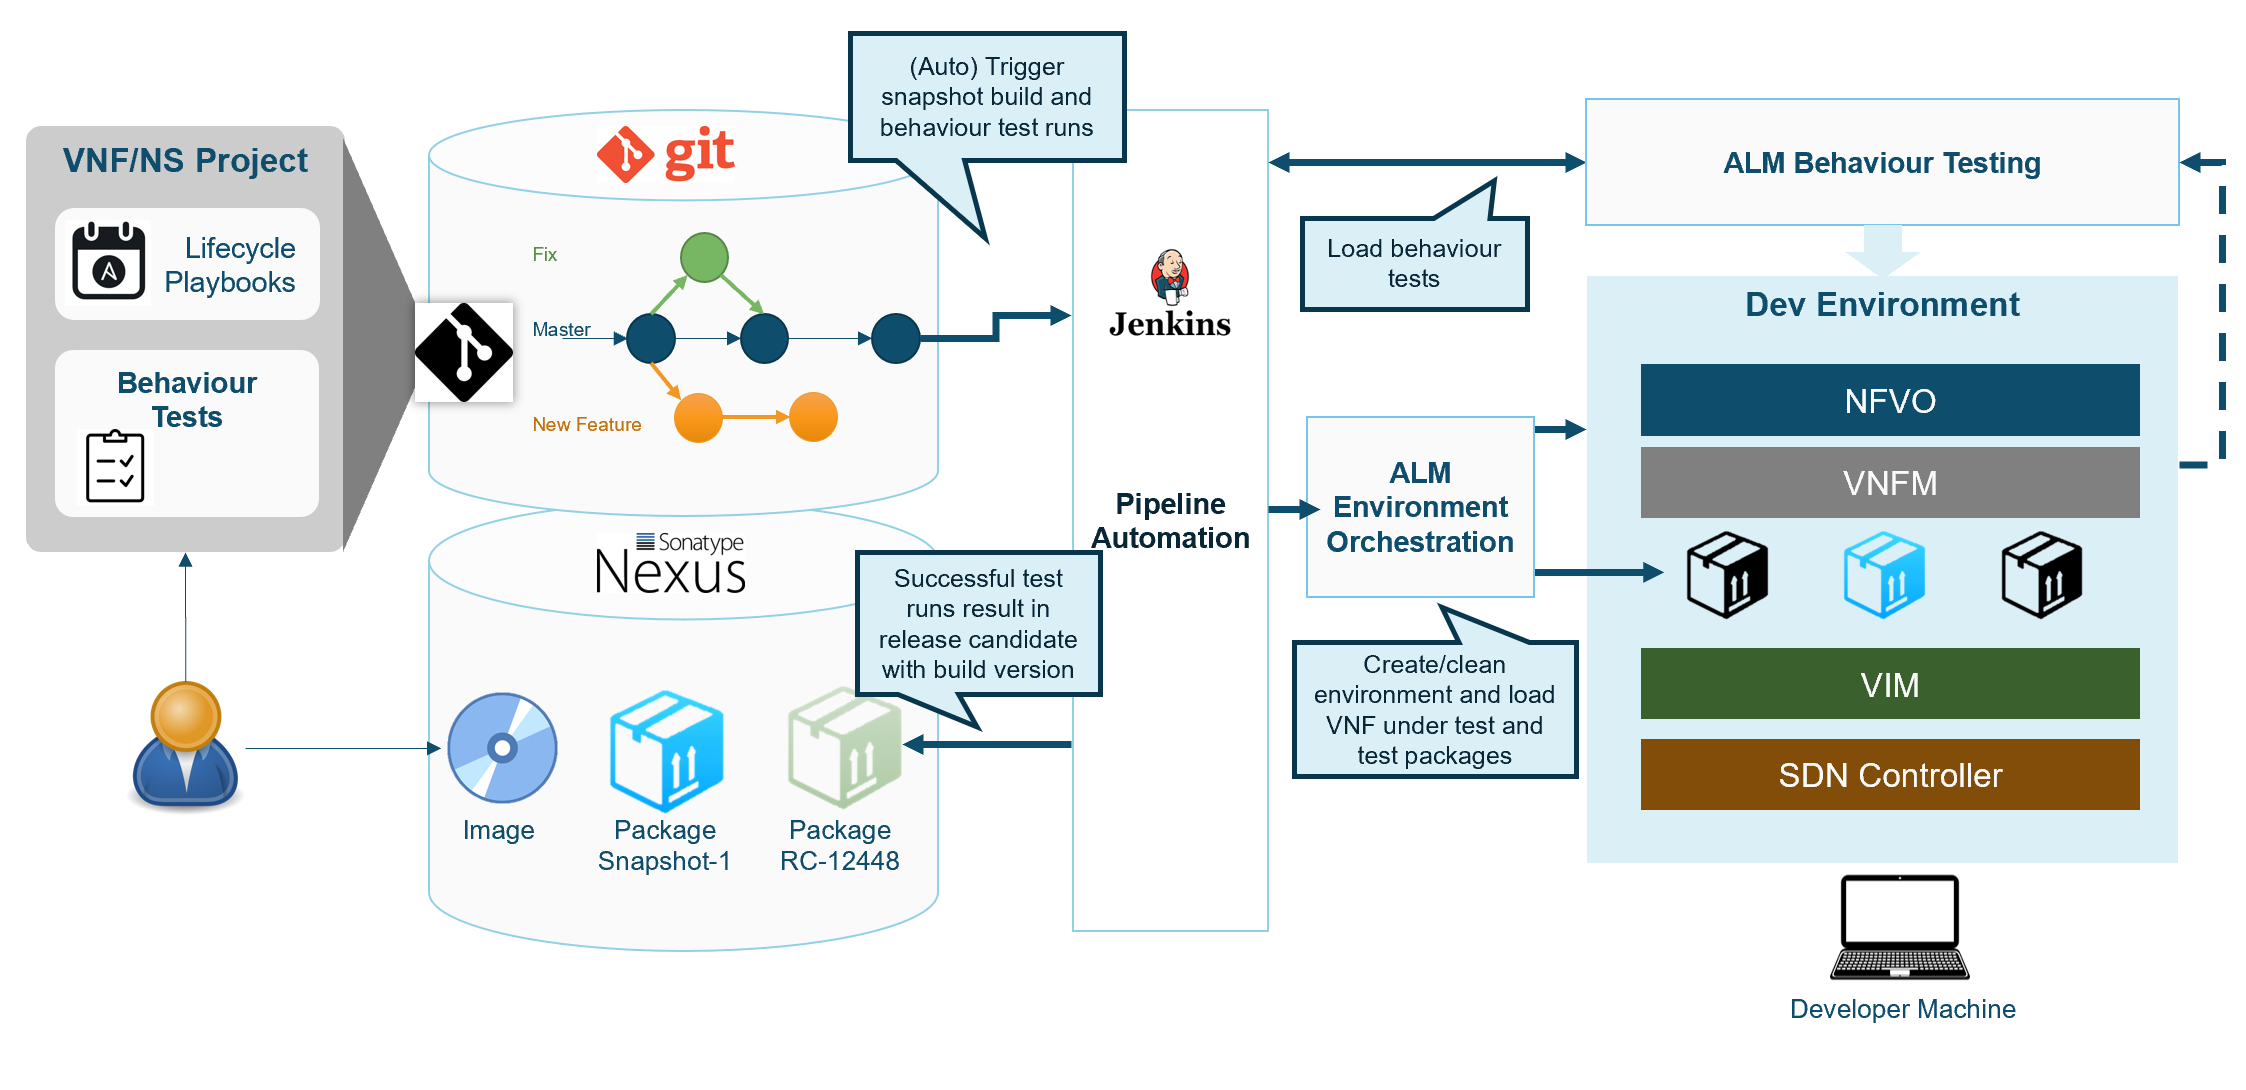 VNF/NS Project
Lifecycle
Playbooks
Behaviour
Tests
git
Fix
Master
New Feature
(Auto) Trigger
snapshot build and
behaviour test runs
Sonatype
Nexus
Image
Package
Snapshot-1
Package
RC-12448
Successful test
runs result in
release candidate
with build version
Jenkins
Pipeline
Automation
Load behaviour
tests
ALM
Environment
Orchestration
Create/clean
environment and load
VNF under test and
test packages
ALM Behaviour Testing
Dev Environment
NFVO
VNFM
VIM
SDN Controller
Developer Machine